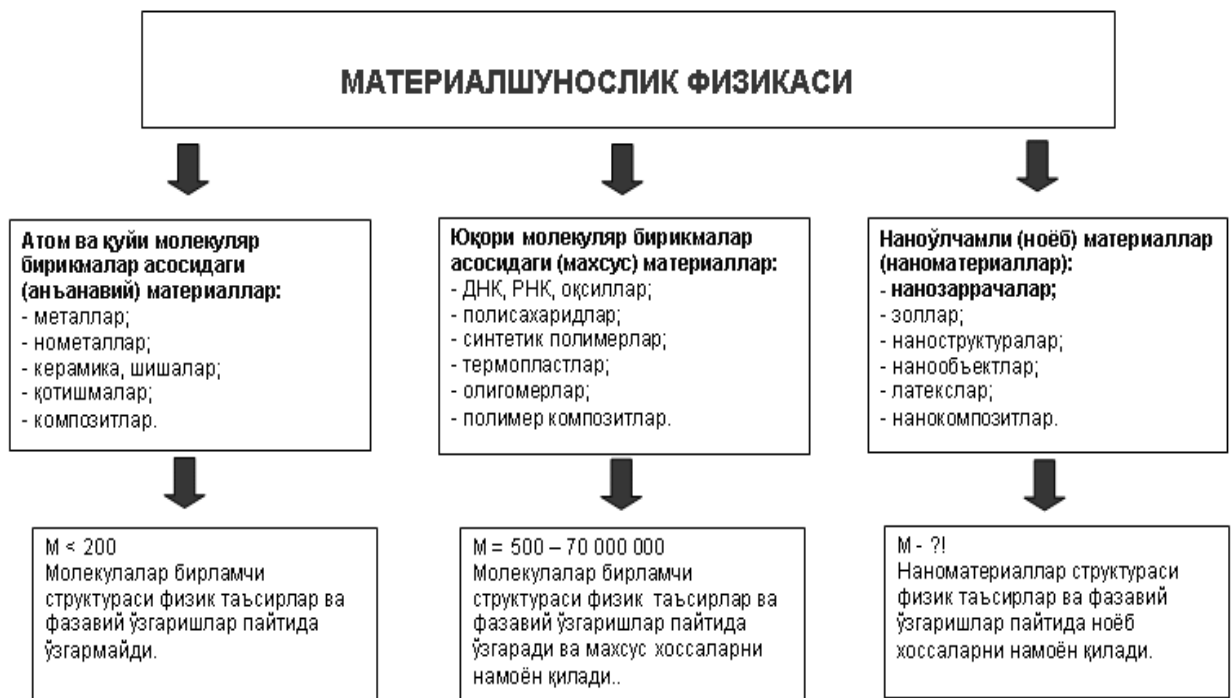 МАТЕРИАЛШУНОСЛИК ФИЗИКАСИ
Атом ва қуйи молекуляр
бирикмалар асосидаги
(анъанавий) материаллар:
- металлар;
- нометаллар;
- керамика, шишалар;
- қотишмалар;
- композитлар.
Юқори молекуляр бирикмалар
асосидаги (махсус) материаллар:
- ДНК, РНК, оқсиллар;
- полисахаридлар;
- синтетик полимерлар;
- термопластлар;
- олигомерлар;
- полимер композитлар.
Наноўлчамли (ноёб) материаллар
(наноматериаллар):
- нанозаррачалар;
- золлар;
- наноструктуралар;
- нанообъектлар;
- латекслар;
- нанокомпозитлар.
М < 200
Молекулалар бирламчи
структураси физик таъсирлар ва
фазавий ўзгаришлар пайтида
ўзгармайди.
М = 500 – 70 000 000
Молекулалар бирламчи
структураси физик таъсирлар ва
фазавий ўзгаришлар пайтида
ўзгаради ва махсус хоссаларни
намоён қилади..
М - ?!
Наноматериаллар структураси
физик таъсирлар ва фазавий
ўзгаришлар пайтида ноёб
хоссаларни намоён қилади.